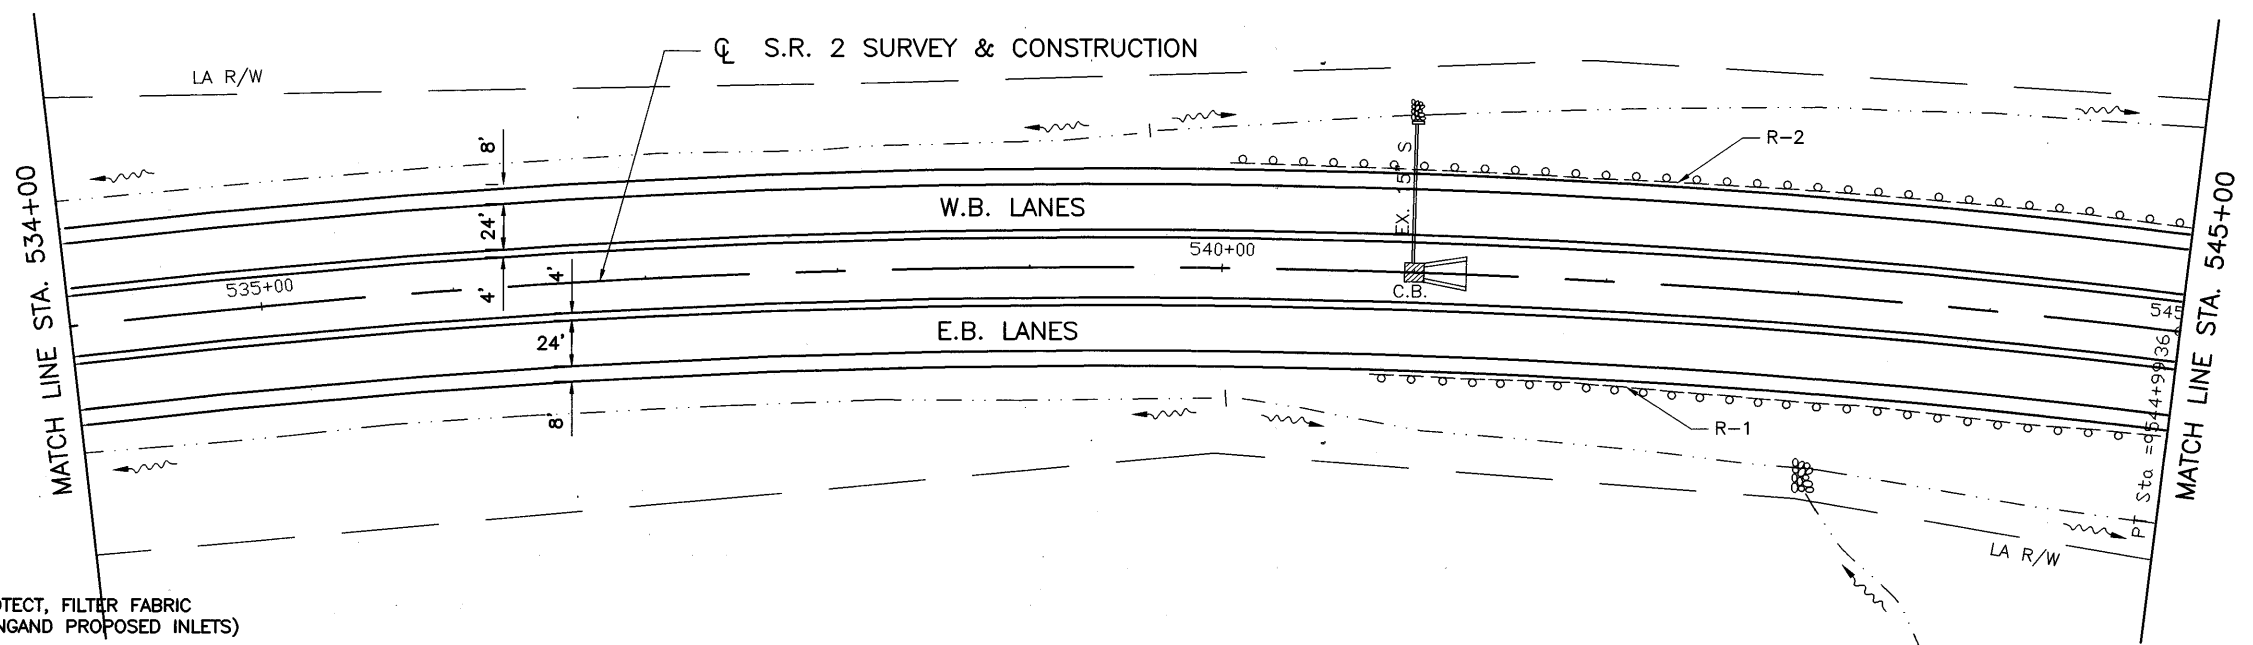 ℄ S.R. 2 SURVEY & CONSTRUCTION
LA R/W
R-2
8'
EX. 15" S
MATCH LINE STA. 534+00
MATCH LINE STA. 545+00
24'
W.B. LANES
540+00
4'
4'
535+00
C.B.
545
24'
E.B. LANES
8'
R-1
PT Sta = 544+99.36
LA R/W
OTECT, FILTER FABRIC
NGAND PROPOSED INLETS)